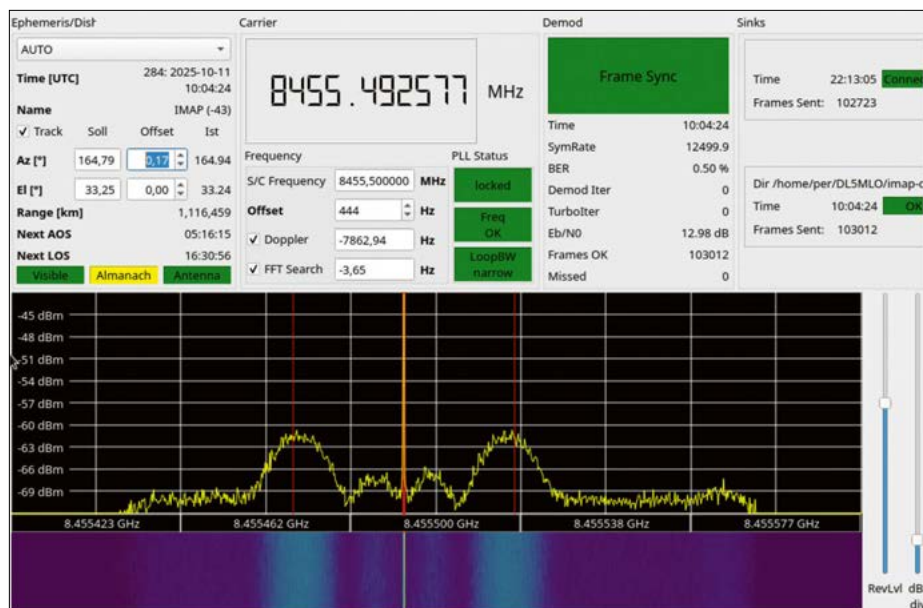 Ephemeris/Dish
AUTO
Time [UTC] 284: 2025-10-11
10:04:24
Name IMAP (-43)
Track Soll Offset Ist
Az [°] 164,79 0,17 164.94
El [°] 33,25 0,00 33.24
Range [km] 1,116,459
Next AOS 05:16:15
Next LOS 16:30:56
Visible Almanach Antenna
Carrier
8455.492577 MHz
Frequency
S/C Frequency 8455,500000 MHz
Offset 444 Hz
Doppler -7862,94 Hz
FFT Search -3,65 Hz
PLL Status
locked
Freq
OK
LoopBW
narrow
Demod
Frame Sync
Time 10:04:24
SymRate 12499.9
BER 0.50 %
Demod Iter 0
TurboIter 0
Eb/N0 12.98 dB
Frames OK 103012
Missed 0
Sinks
Time 22:13:05 Connec
Frames Sent: 102723
Dir /home/per/DL5MLO/imap-
Time 10:04:24 OK
Frames Sent: 103012
-45 dBm
-48 dBm
-51 dBm
-54 dBm
-57 dBm
-60 dBm
-63 dBm
-66 dBm
-69 dBm
8.455423 GHz 8.455462 GHz 8.455500 GHz 8.455538 GHz 8.455577 GHz
RevLvl dB
di